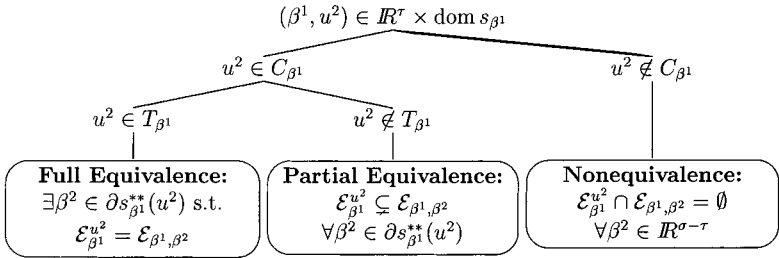 (β¹, u²) ∈ ℝ^τ × dom s_{β¹}
u² ∈ C_{β¹} u² ∉ C_{β¹}
u² ∈ T_{β¹} u² ∉ T_{β¹}
Full Equivalence:
∃β² ∈ ∂s^{**}_{β¹}(u²) s.t.
ℰ^{u²}_{β¹} = ℰ_{β¹,β²}
Partial Equivalence:
ℰ^{u²}_{β¹} ⊊ ℰ_{β¹,β²}
∀β² ∈ ∂s^{**}_{β¹}(u²)
Nonequivalence:
ℰ^{u²}_{β¹} ∩ ℰ_{β¹,β²} = ∅
∀β² ∈ ℝ^{σ−τ}